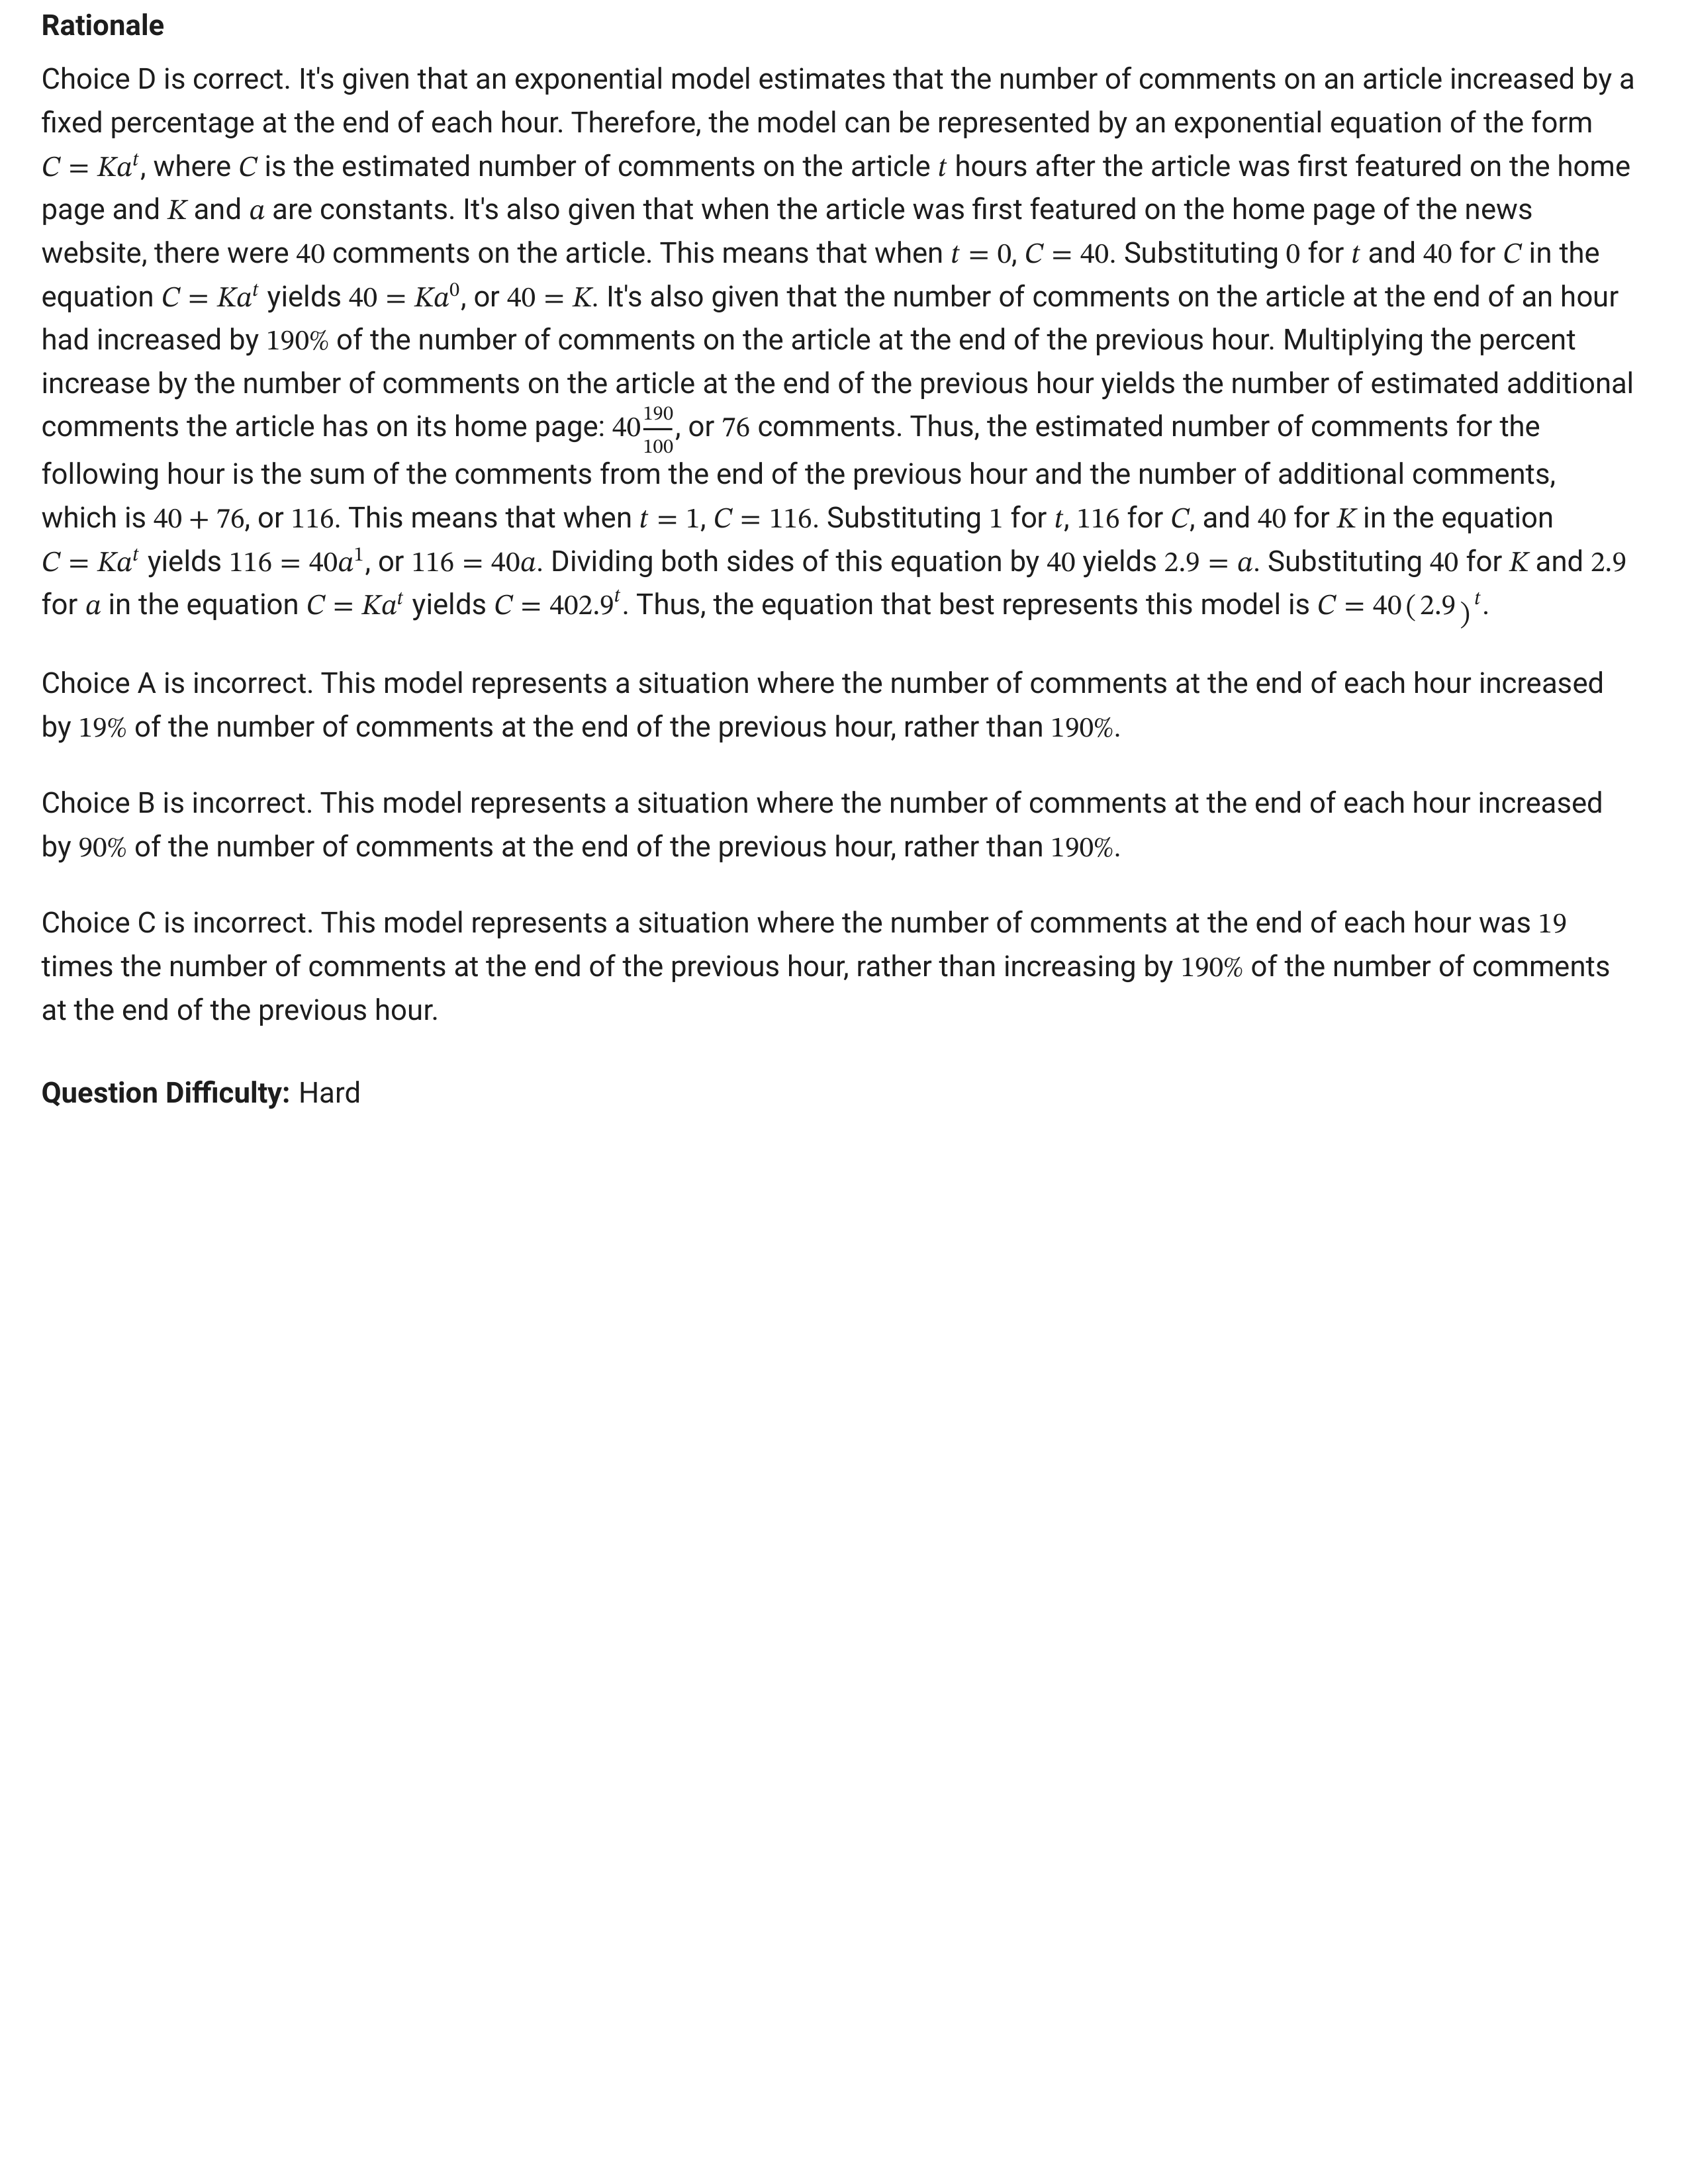 Rationale
Choice D is correct. It's given that an exponential model estimates that the number of comments on an article increased by a
fixed percentage at the end of each hour. Therefore, the model can be represented by an exponential equation of the form
C = Kaᵗ, where C is the estimated number of comments on the article t hours after the article was first featured on the home
page and K and a are constants. It's also given that when the article was first featured on the home page of the news
website, there were 40 comments on the article. This means that when t = 0, C = 40. Substituting 0 for t and 40 for C in the
equation C = Kaᵗ yields 40 = Ka⁰, or 40 = K. It's also given that the number of comments on the article at the end of an hour
had increased by 190% of the number of comments on the article at the end of the previous hour. Multiplying the percent
increase by the number of comments on the article at the end of the previous hour yields the number of estimated additional
comments the article has on its home page: 40 190/100, or 76 comments. Thus, the estimated number of comments for the
following hour is the sum of the comments from the end of the previous hour and the number of additional comments,
which is 40 + 76, or 116. This means that when t = 1, C = 116. Substituting 1 for t, 116 for C, and 40 for K in the equation
C = Kaᵗ yields 116 = 40a¹, or 116 = 40a. Dividing both sides of this equation by 40 yields 2.9 = a. Substituting 40 for K and 2.9
for a in the equation C = Kaᵗ yields C = 402.9ᵗ. Thus, the equation that best represents this model is C = 40(2.9)ᵗ.
Choice A is incorrect. This model represents a situation where the number of comments at the end of each hour increased
by 19% of the number of comments at the end of the previous hour, rather than 190%.
Choice B is incorrect. This model represents a situation where the number of comments at the end of each hour increased
by 90% of the number of comments at the end of the previous hour, rather than 190%.
Choice C is incorrect. This model represents a situation where the number of comments at the end of each hour was 19
times the number of comments at the end of the previous hour, rather than increasing by 190% of the number of comments
at the end of the previous hour.
Question Difficulty: Hard